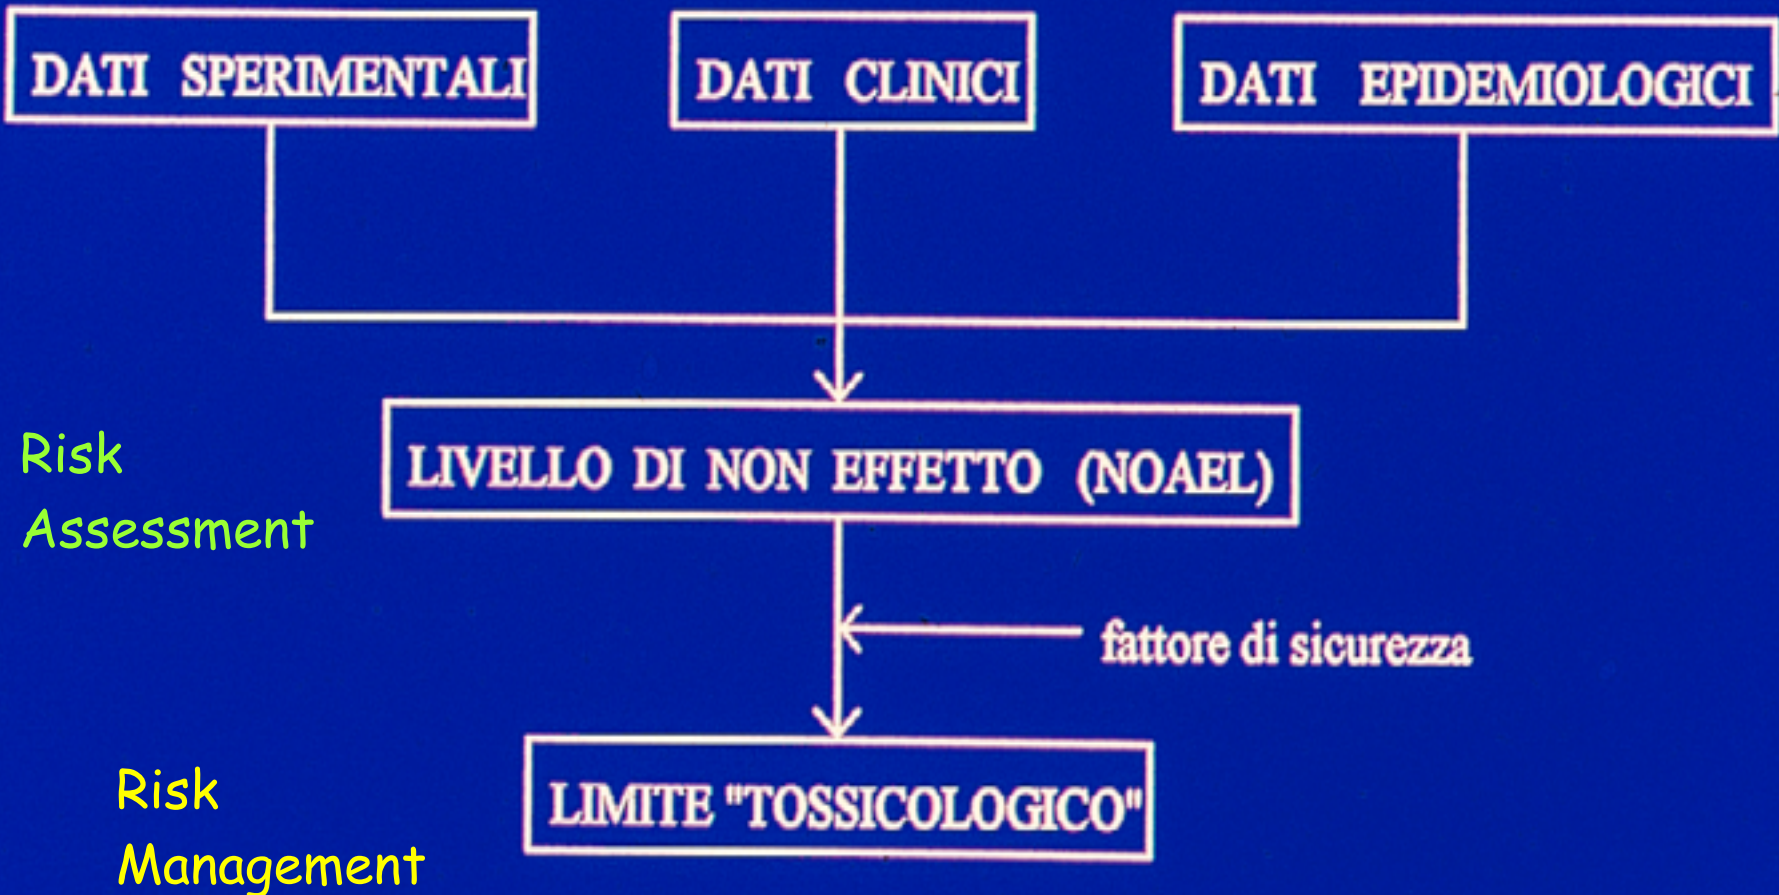 DATI SPERIMENTALI
DATI CLINICI
DATI EPIDEMIOLOGICI
Risk
Assessment
LIVELLO DI NON EFFETTO (NOAEL)
fattore di sicurezza
Risk
Management
LIMITE "TOSSICOLOGICO"